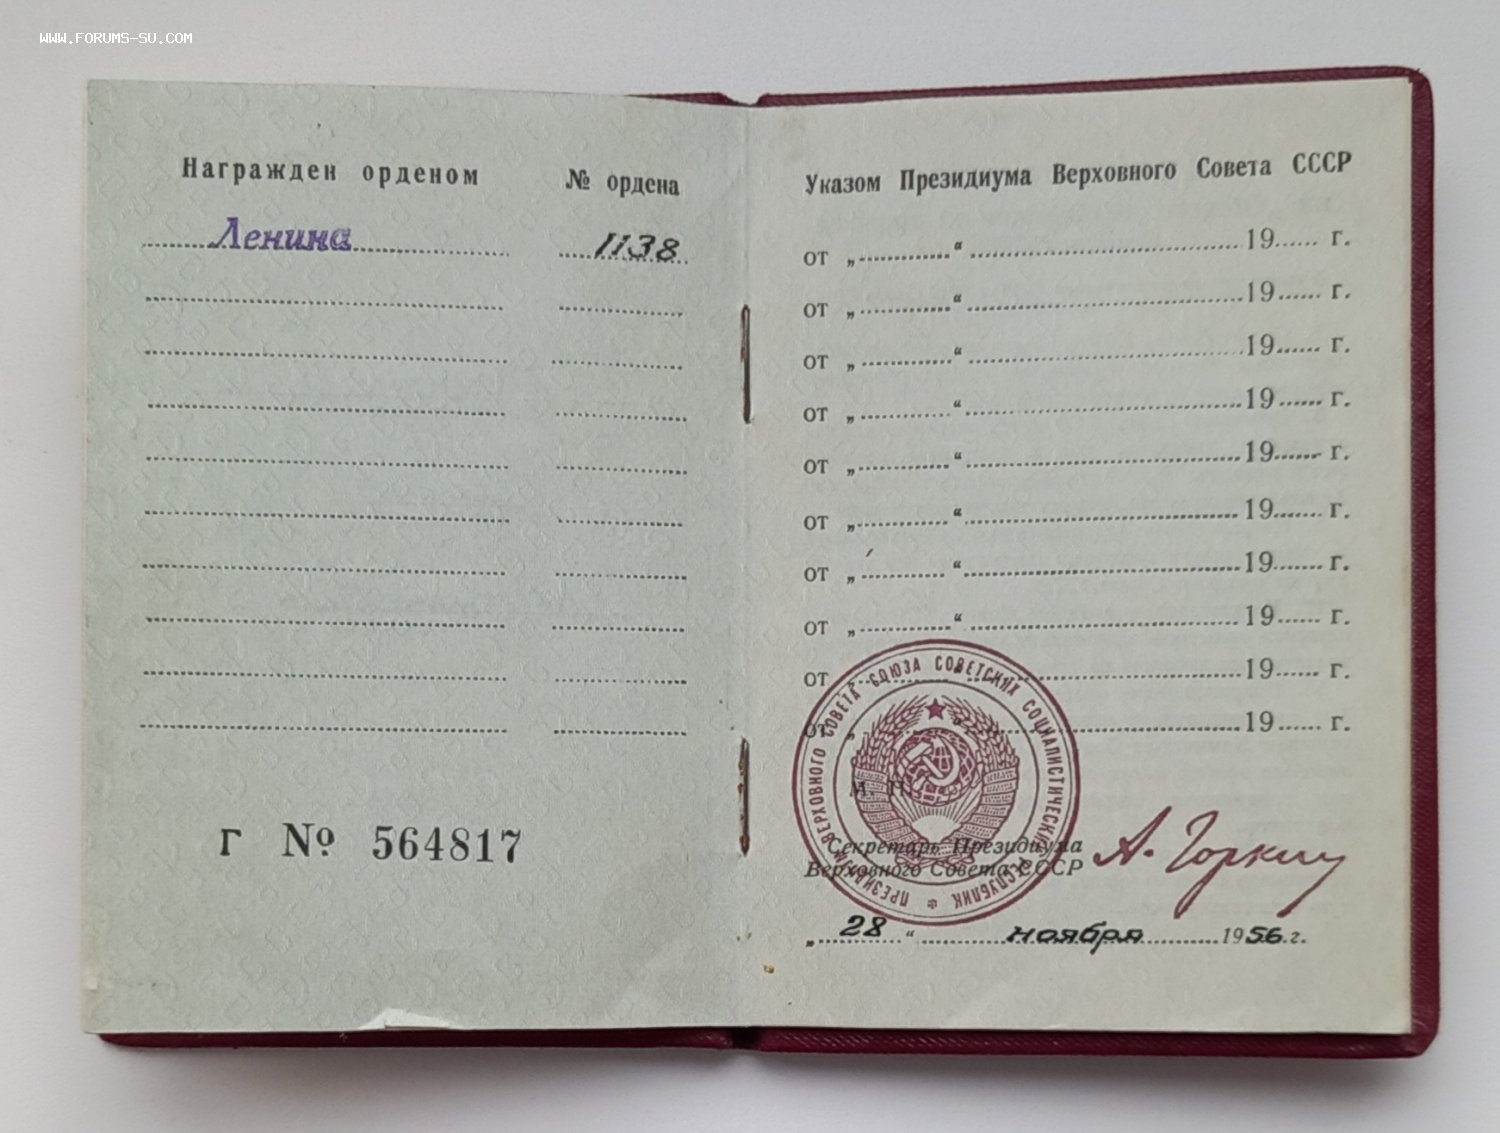 WWW.FORUMS-SU.COM
Награжден орденом № ордена
Ленина 1138
Г № 564817
Указом Президиума Верховного Совета СССР
от „ “ 19 г.
от „ “ 19 г.
от „ “ 19 г.
от „ “ 19 г.
от „ “ 19 г.
от „ “ 19 г.
от „ “ 19 г.
от „ “ 19 г.
от „ “ 19 г.
от „ “ 19 г.
М. П.
ПРЕЗИДИУМ ВЕРХОВНОГО СОВЕТА СОЮЗА СОВЕТСКИХ СОЦИАЛИСТИЧЕСКИХ РЕСПУБЛИК
Секретарь Президиума
Верховного Совета СССР
А. Горкин
„28“ ноября 1956 г.